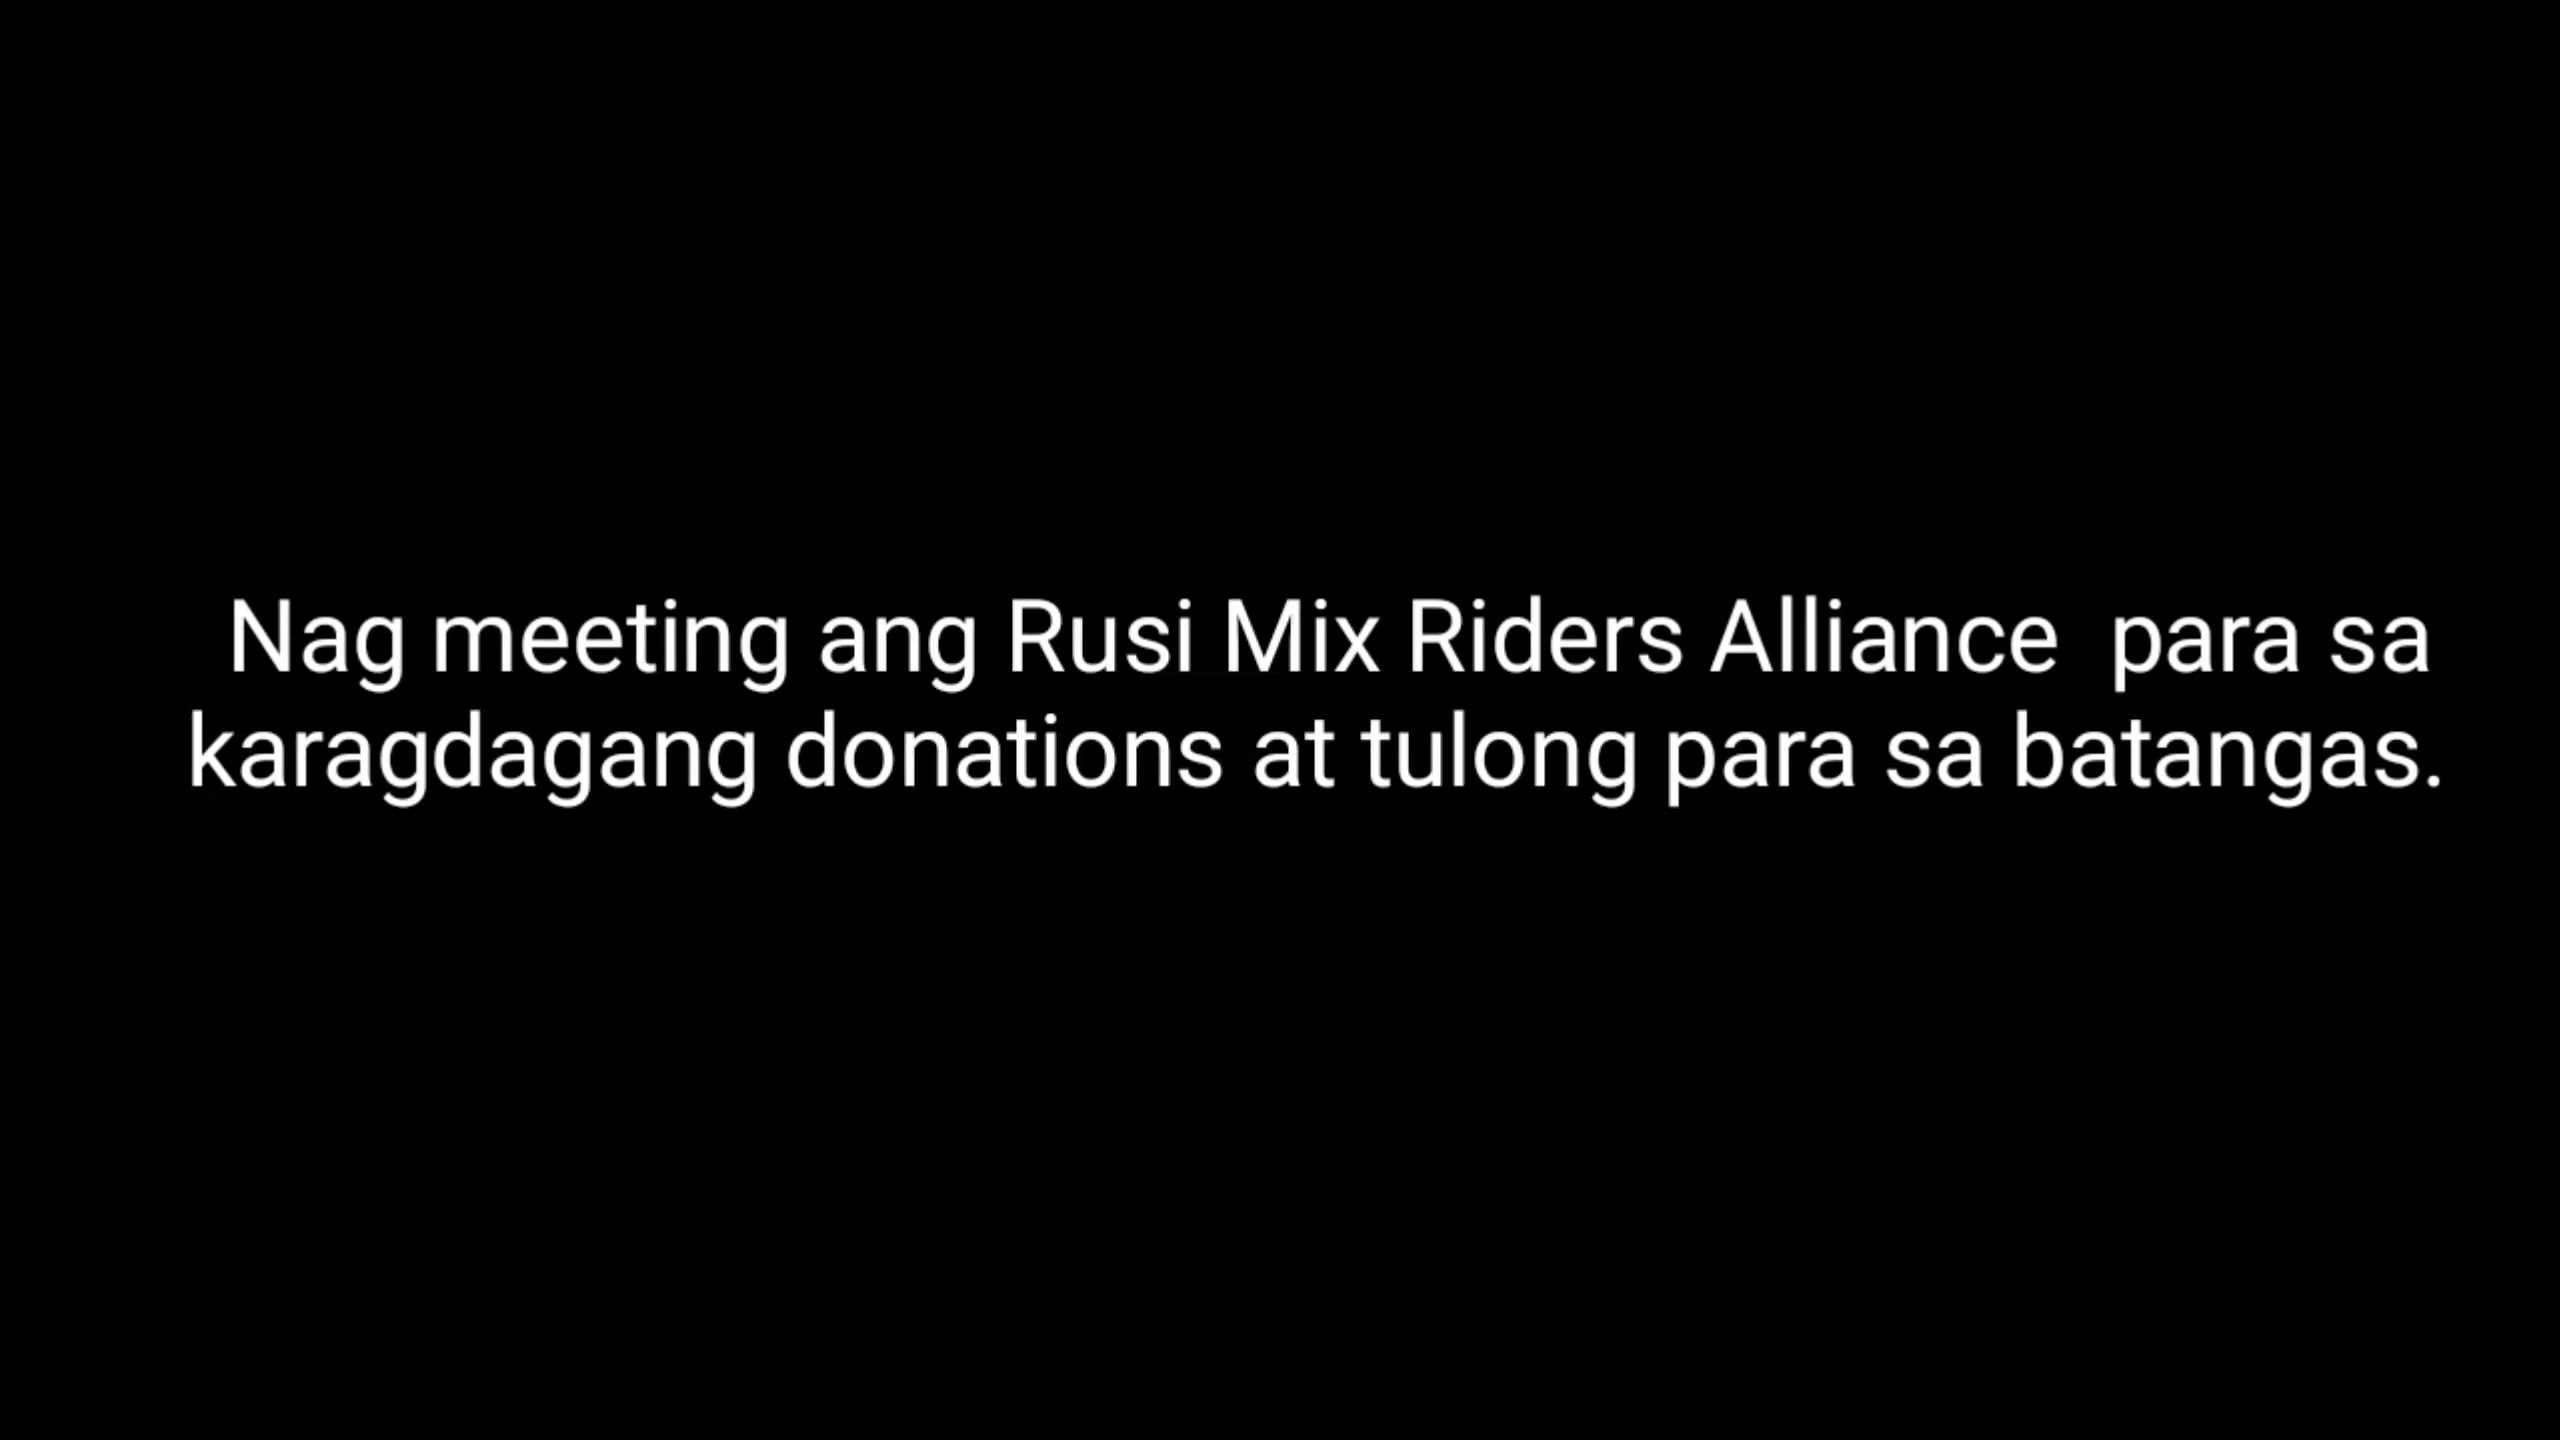 Nag meeting ang Rusi Mix Riders Alliance  para sa
karagdagang donations at tulong para sa batangas.